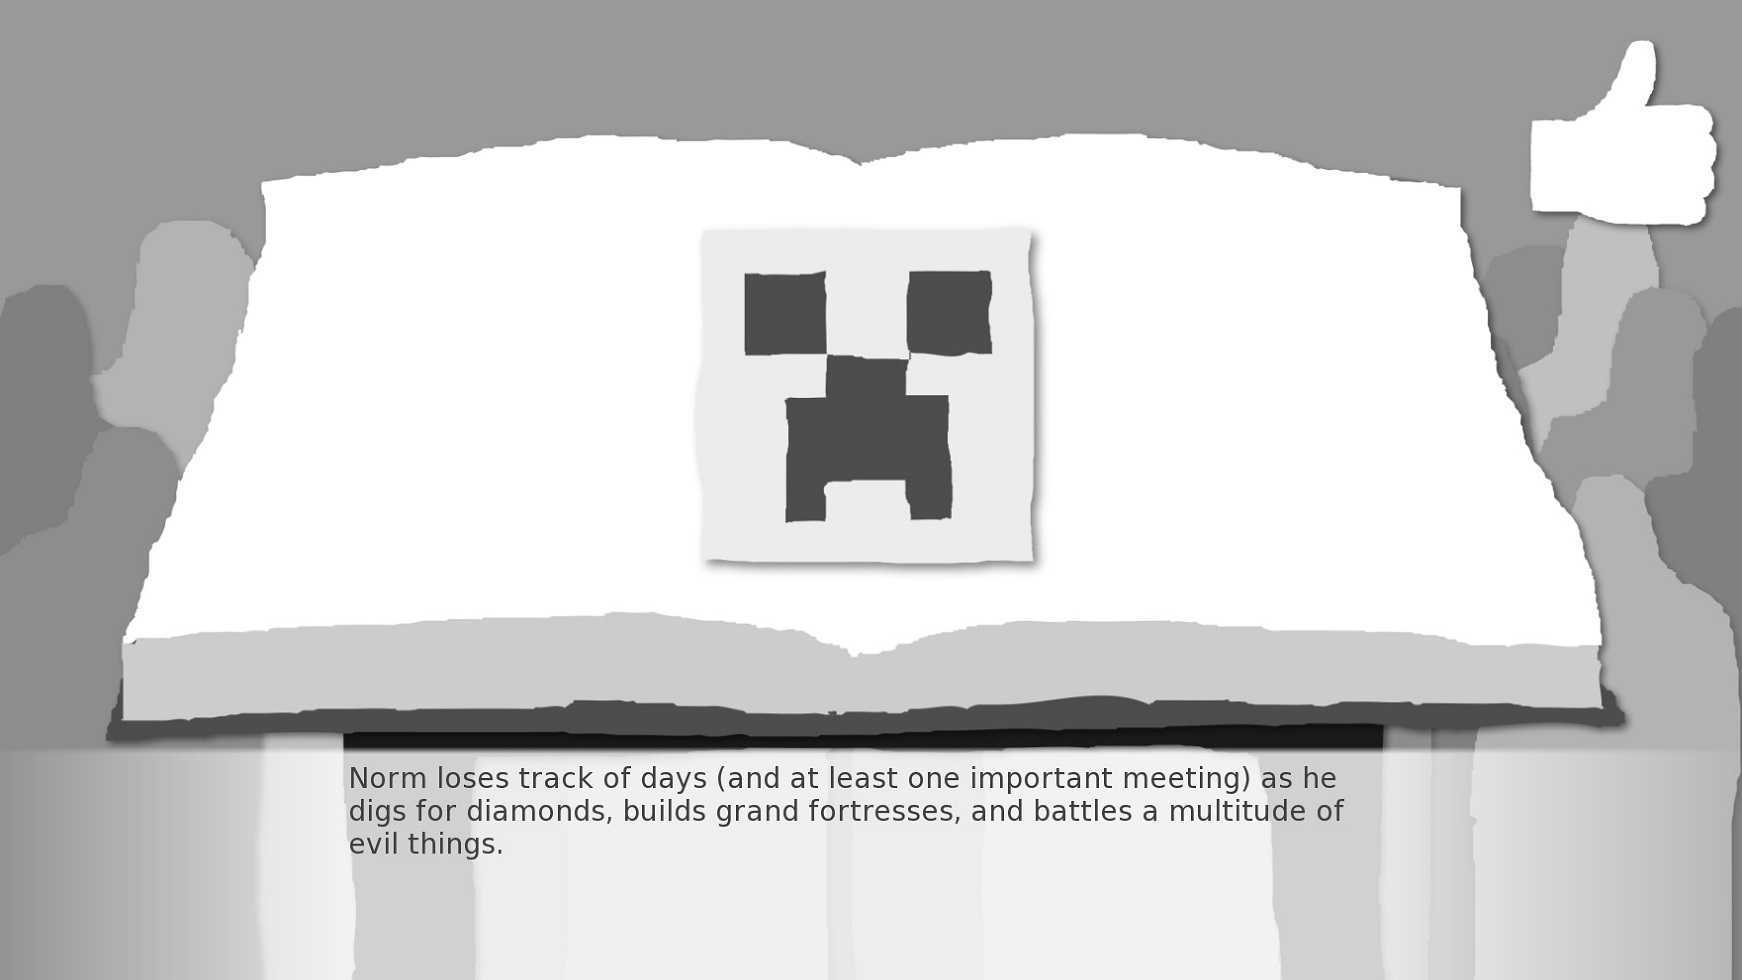 Norm loses track of days (and at least one important meeting) as he
digs for diamonds, builds grand fortresses, and battles a multitude of
evil things.